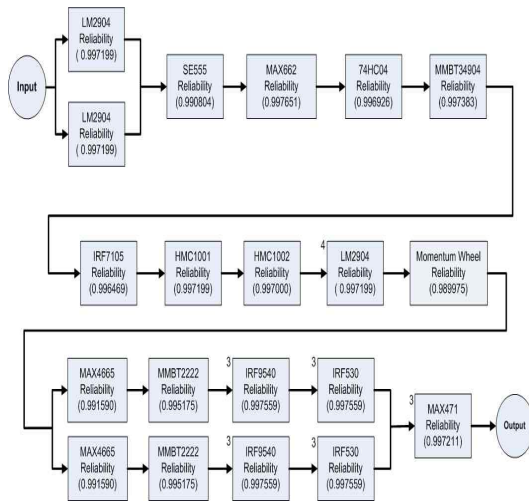 LM2904
Reliability
( 0.997199)
Input
LM2904
Reliability
( 0.997199)
SE555
Reliability
(0.990804)
MAX662
Reliability
(0.997651)
74HC04
Reliability
(0.996926)
MMBT34904
Reliability
(0.997383)
IRF7105
Reliability
(0.996469)
HMC1001
Reliability
(0.997199)
HMC1002
Reliability
(0.997000)
4
LM2904
Reliability
( 0.997199)
Momentum Wheel
Reliability
(0.989975)
MAX4665
Reliability
(0.991590)
MMBT2222
Reliability
(0.995175)
3
IRF9540
Reliability
(0.997559)
3
IRF530
Reliability
(0.997559)
MAX4665
Reliability
(0.991590)
MMBT2222
Reliability
(0.995175)
3
IRF9540
Reliability
(0.997559)
3
IRF530
Reliability
(0.997559)
3
MAX471
Reliability
(0.997211)
Output